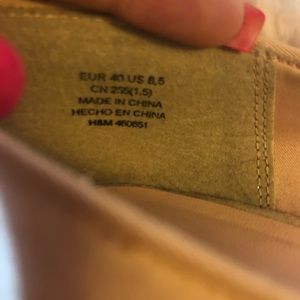 EUR 40 US 8,5
CN 255(1.5)
MADE IN CHINA
HECHO EN CHINA
H&M 460651